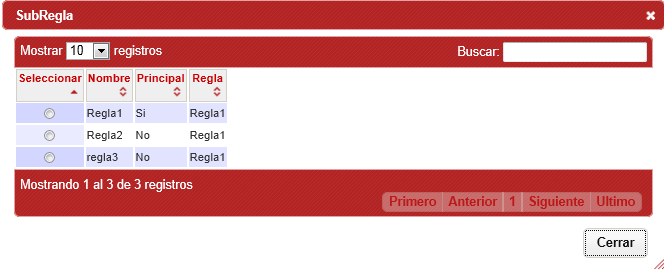 SubRegla
Mostrar 10 registros Buscar:
Seleccionar Nombre Principal Regla
Regla1 Si Regla1
Regla2 No Regla1
regla3 No Regla1
Mostrando 1 al 3 de 3 registros
Primero Anterior 1 Siguiente Ultimo
Cerrar